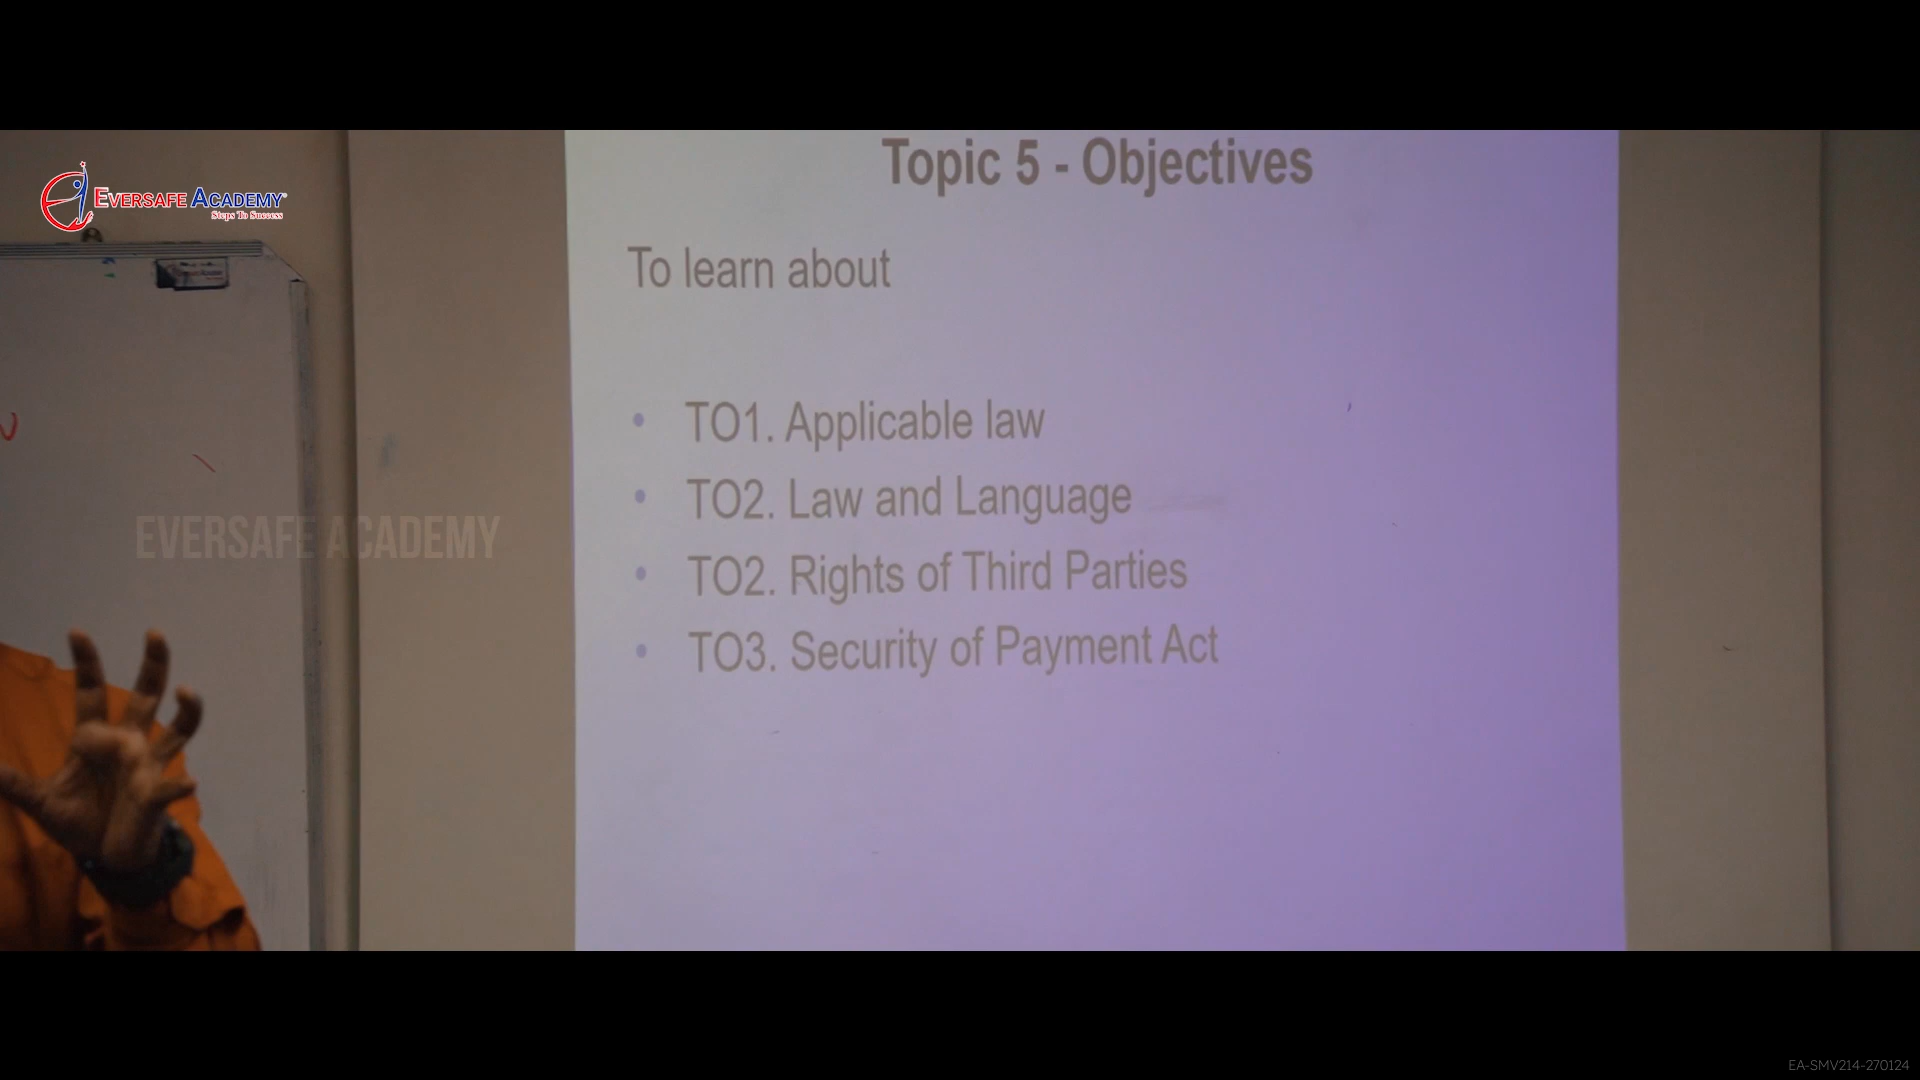 Topic 5 - Objectives
EVERSAFE ACADEMY
Steps To Success
To learn about
• TO1. Applicable law
• TO2. Law and Language
EVERSAFE ACADEMY
• TO2. Rights of Third Parties
• TO3. Security of Payment Act
EA-SMV214-270124